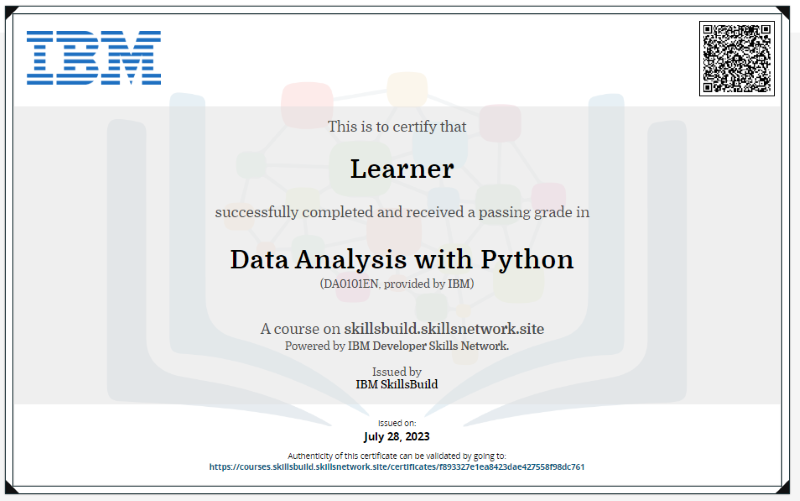 IBM
This is to certify that
Learner
successfully completed and received a passing grade in
Data Analysis with Python
(DA0101EN, provided by IBM)
A course on skillsbuild.skillsnetwork.site
Powered by IBM Developer Skills Network.
Issued by
IBM SkillsBuild
Issued on:
July 28, 2023
Authenticity of this certificate can be validated by going to:
https://courses.skillsbuild.skillsnetwork.site/certificates/f893327e1ea8423dae427558f98dc761